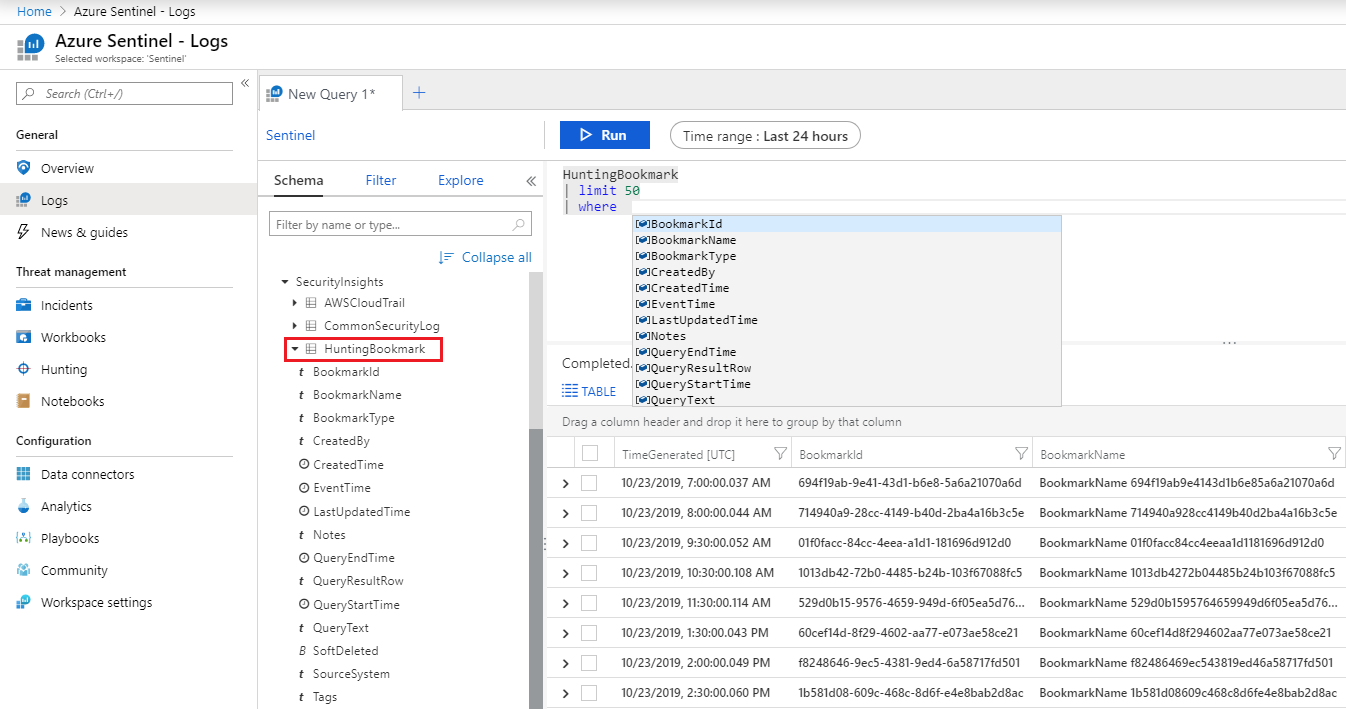 Home > Azure Sentinel - Logs
Azure Sentinel - Logs
Selected workspace: 'Sentinel'
Search (Ctrl+/)
General
Overview
Logs
News & guides
Threat management
Incidents
Workbooks
Hunting
Notebooks
Configuration
Data connectors
Analytics
Playbooks
Community
Workspace settings
New Query 1*
Sentinel
Run
Time range : Last 24 hours
Schema Filter Explore
Filter by name or type...
Collapse all
SecurityInsights
AWSCloudTrail
CommonSecurityLog
HuntingBookmark
t BookmarkId
t BookmarkName
t BookmarkType
t CreatedBy
CreatedTime
EventTime
LastUpdatedTime
t Notes
QueryEndTime
t QueryResultRow
QueryStartTime
t QueryText
B SoftDeleted
t SourceSystem
t Tags
HuntingBookmark
| limit 50
| where
BookmarkId
BookmarkName
BookmarkType
CreatedBy
CreatedTime
EventTime
LastUpdatedTime
Notes
QueryEndTime
QueryResultRow
QueryStartTime
QueryText
Completed.
TABLE
Drag a column header and drop it here to group by that column
TimeGenerated [UTC] BookmarkId BookmarkName
10/23/2019, 7:00:00.037 AM 694f19ab-9e41-43d1-b6e8-5a6a21070a6d BookmarkName 694f19ab9e4143d1b6e85a6a21070a6d
10/23/2019, 8:00:00.044 AM 714940a9-28cc-4149-b40d-2ba4a16b3c5e BookmarkName 714940a928cc4149b40d2ba4a16b3c5e
10/23/2019, 9:30:00.052 AM 01f0facc-84cc-4eea-a1d1-181696d912d0 BookmarkName 01f0facc84cc4eeaa1d1181696d912d0
10/23/2019, 10:30:00.108 AM 1013db42-72b0-4485-b24b-103f67088fc5 BookmarkName 1013db4272b04485b24b103f67088fc5
10/23/2019, 11:30:00.114 AM 529d0b15-9576-4659-949d-6f05ea5d76... BookmarkName 529d0b1595764659949d6f05ea5d76...
10/23/2019, 1:30:00.043 PM 60cef14d-8f29-4602-aa77-e073ae58ce21 BookmarkName 60cef14d8f294602aa77e073ae58ce21
10/23/2019, 2:00:00.049 PM f8248646-9ec5-4381-9ed4-6a58717fd501 BookmarkName f82486469ec543819ed46a58717fd501
10/23/2019, 2:30:00.060 PM 1b581d08-609c-468c-8d6f-e4e8bab2d8ac BookmarkName 1b581d08609c468c8d6fe4e8bab2d8ac